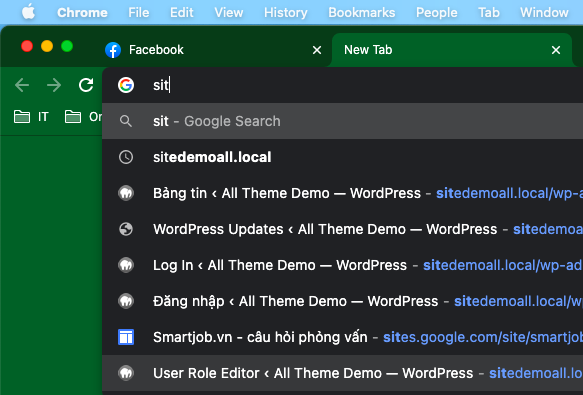 Chrome File Edit View History Bookmarks People Tab Window
Facebook New Tab
sit
IT
sit – Google Search
sitedemoall.local
Bảng tin ‹ All Theme Demo — WordPress - sitedemoall.local/wp-a
WordPress Updates ‹ All Theme Demo — WordPress - sitedemoa
Log In ‹ All Theme Demo — WordPress - sitedemoall.local/wp-ad
Đăng nhập ‹ All Theme Demo — WordPress - sitedemoall.local/w
Smartjob.vn - câu hỏi phỏng vấn - sites.google.com/site/smartjob
User Role Editor ‹ All Theme Demo — WordPress - sitedemoall.lo